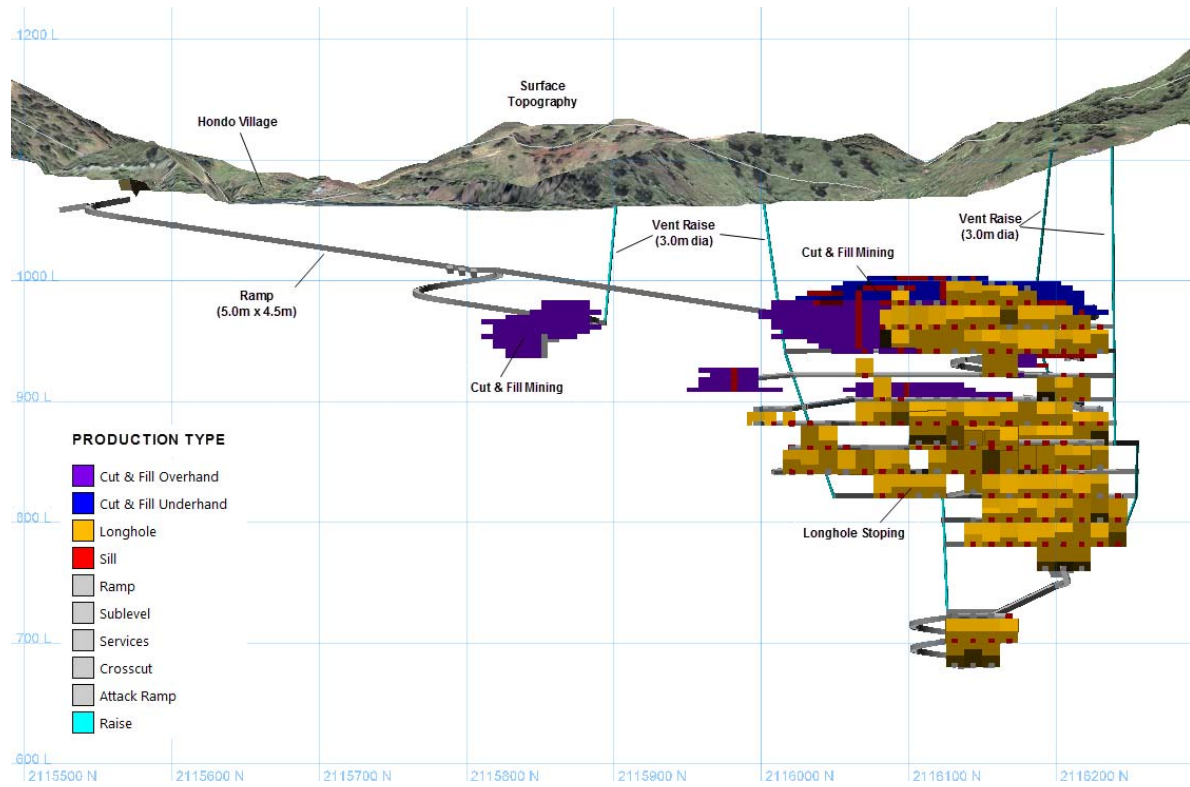 1200 L
Surface
Topography
Hondo Village
Vent Raise
(3.0m dia)
Vent Raise
(3.0m dia)
Cut & Fill Mining
1000 L
Ramp
(5.0m x 4.5m)
Cut & Fill Mining
900 L
PRODUCTION TYPE
Cut & Fill Overhand
Cut & Fill Underhand
Longhole
Sill
Ramp
Sublevel
Services
Crosscut
Attack Ramp
Raise
800 L
Longhole Stoping
700 L
600 L
2115500 N
2115600 N
2115700 N
2115800 N
2115900 N
2116000 N
2116100 N
2116200 N